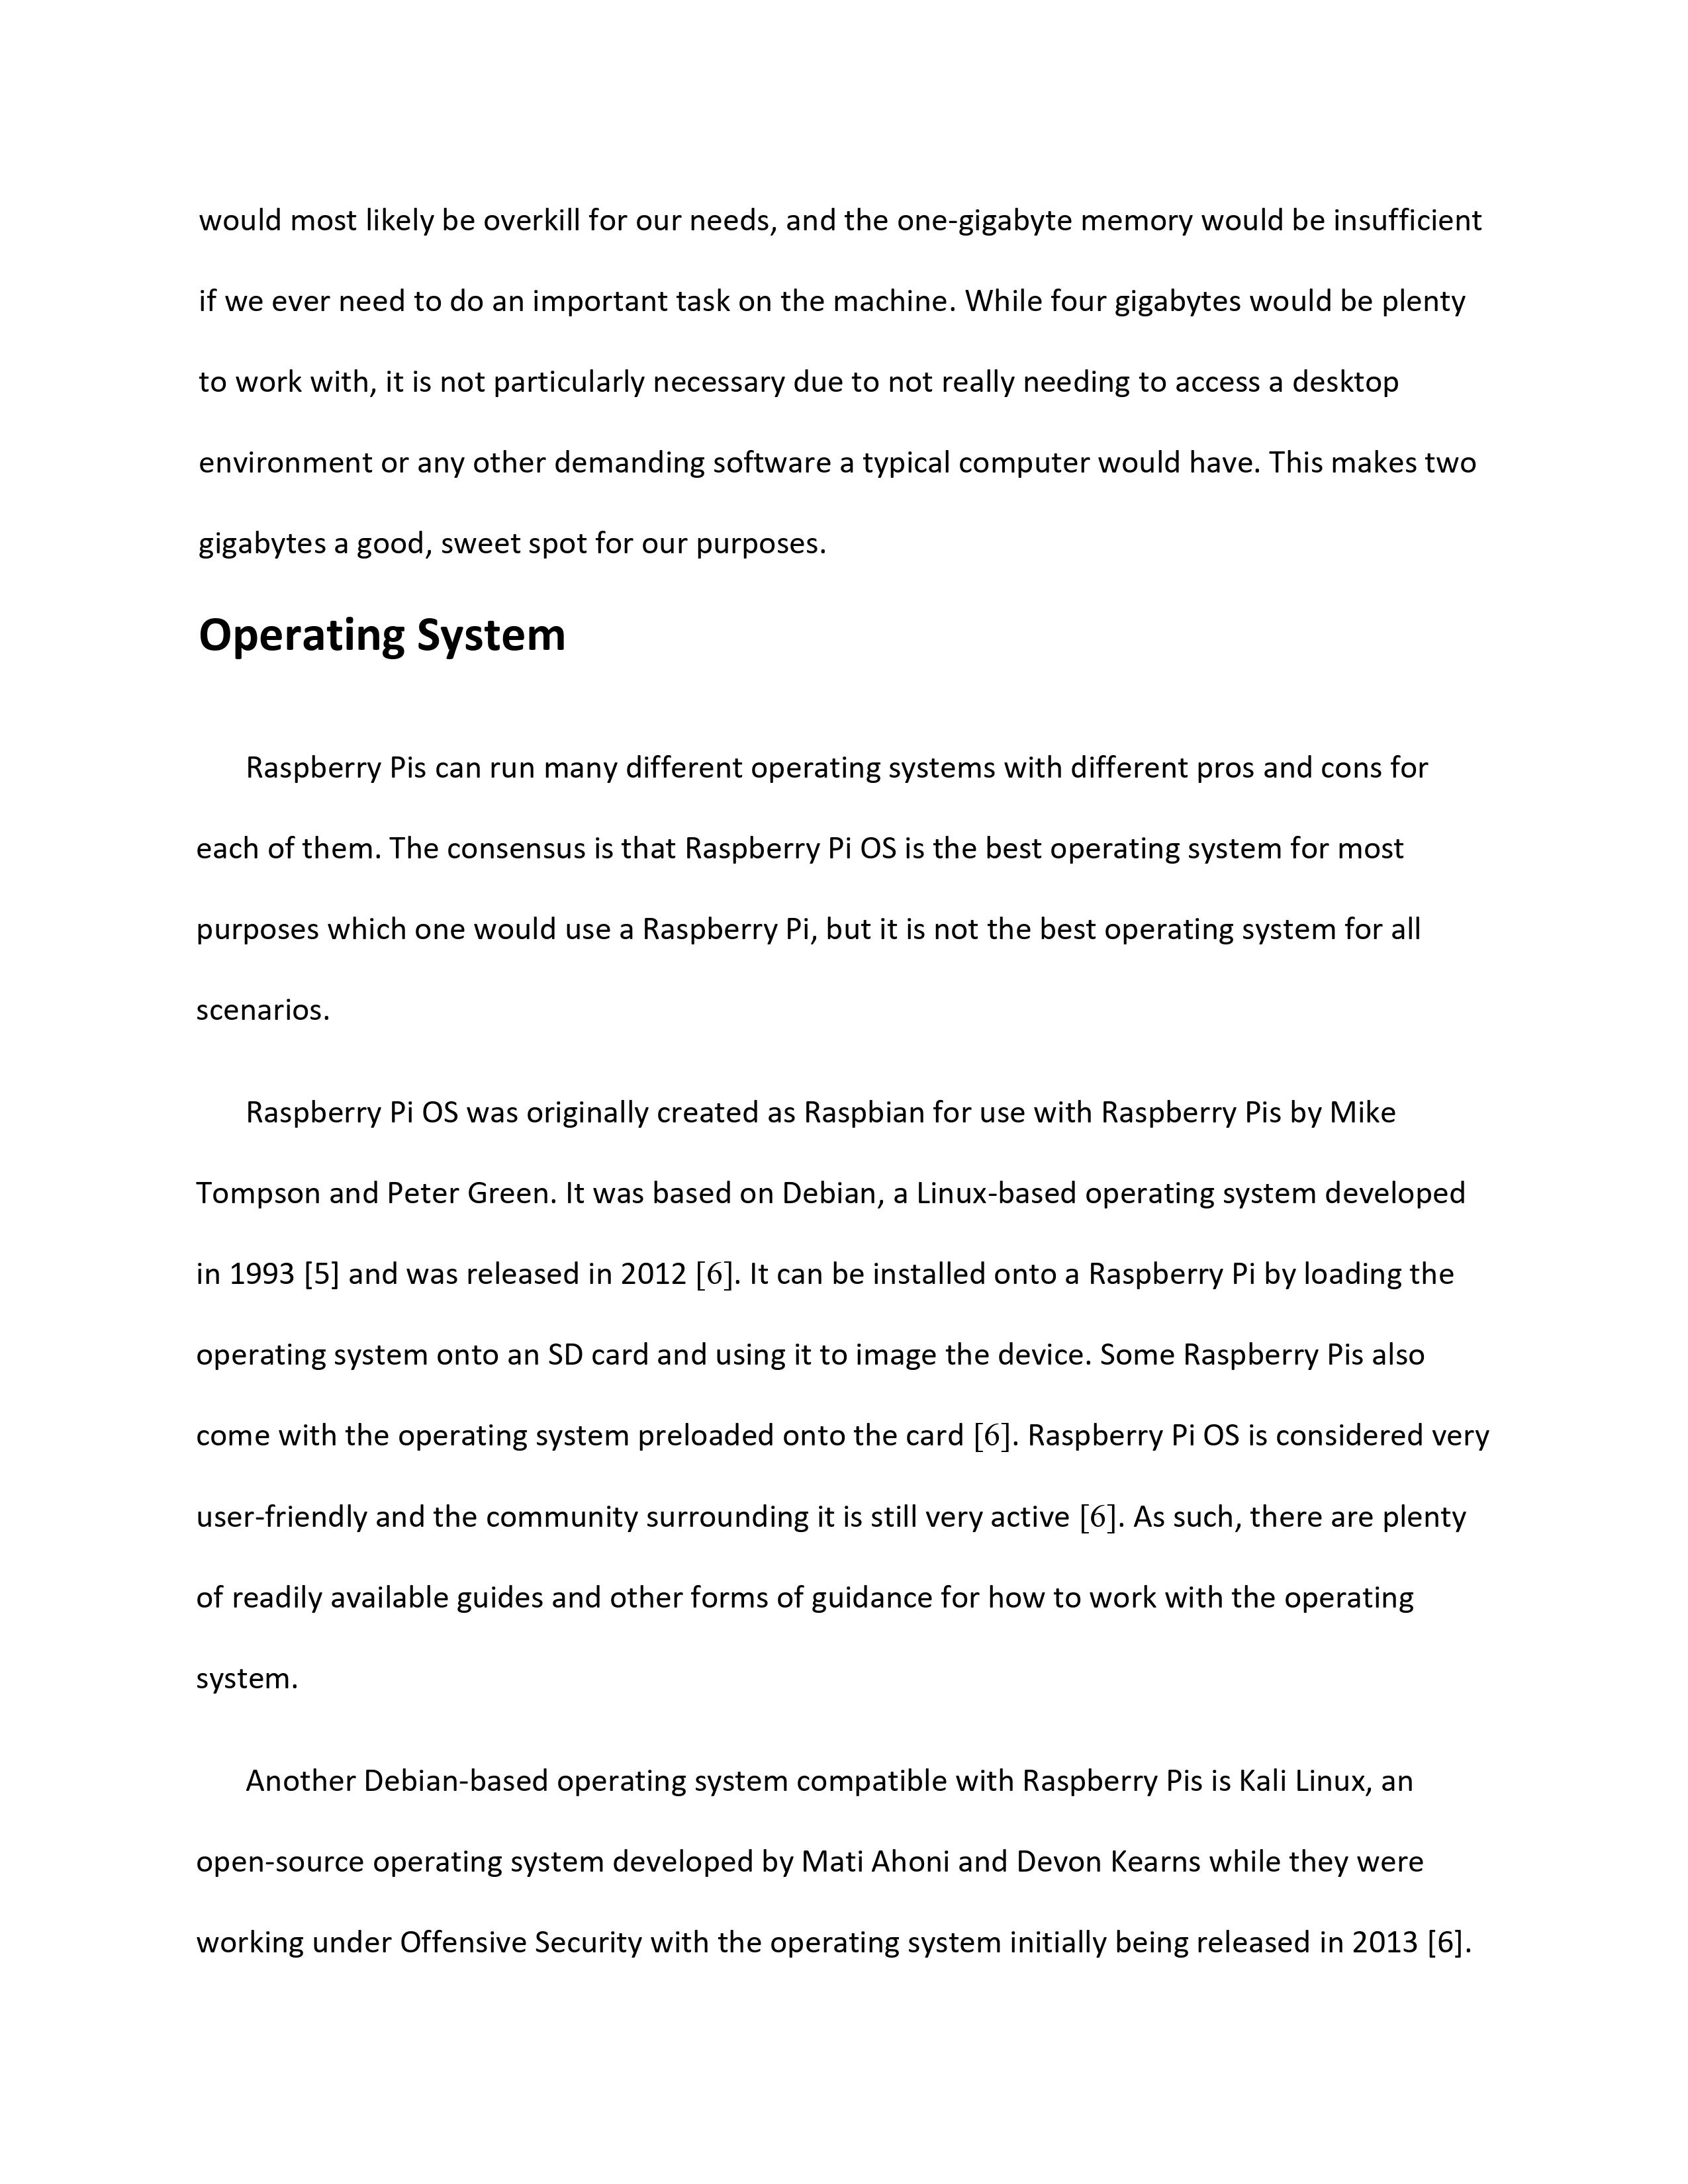 would most likely be overkill for our needs, and the one-gigabyte memory would be insufficient
if we ever need to do an important task on the machine. While four gigabytes would be plenty
to work with, it is not particularly necessary due to not really needing to access a desktop
environment or any other demanding software a typical computer would have. This makes two
gigabytes a good, sweet spot for our purposes.
Operating System
Raspberry Pis can run many different operating systems with different pros and cons for
each of them. The consensus is that Raspberry Pi OS is the best operating system for most
purposes which one would use a Raspberry Pi, but it is not the best operating system for all
scenarios.
Raspberry Pi OS was originally created as Raspbian for use with Raspberry Pis by Mike
Tompson and Peter Green. It was based on Debian, a Linux-based operating system developed
in 1993 [5] and was released in 2012 [6]. It can be installed onto a Raspberry Pi by loading the
operating system onto an SD card and using it to image the device. Some Raspberry Pis also
come with the operating system preloaded onto the card [6]. Raspberry Pi OS is considered very
user-friendly and the community surrounding it is still very active [6]. As such, there are plenty
of readily available guides and other forms of guidance for how to work with the operating
system.
Another Debian-based operating system compatible with Raspberry Pis is Kali Linux, an
open-source operating system developed by Mati Ahoni and Devon Kearns while they were
working under Offensive Security with the operating system initially being released in 2013 [6].